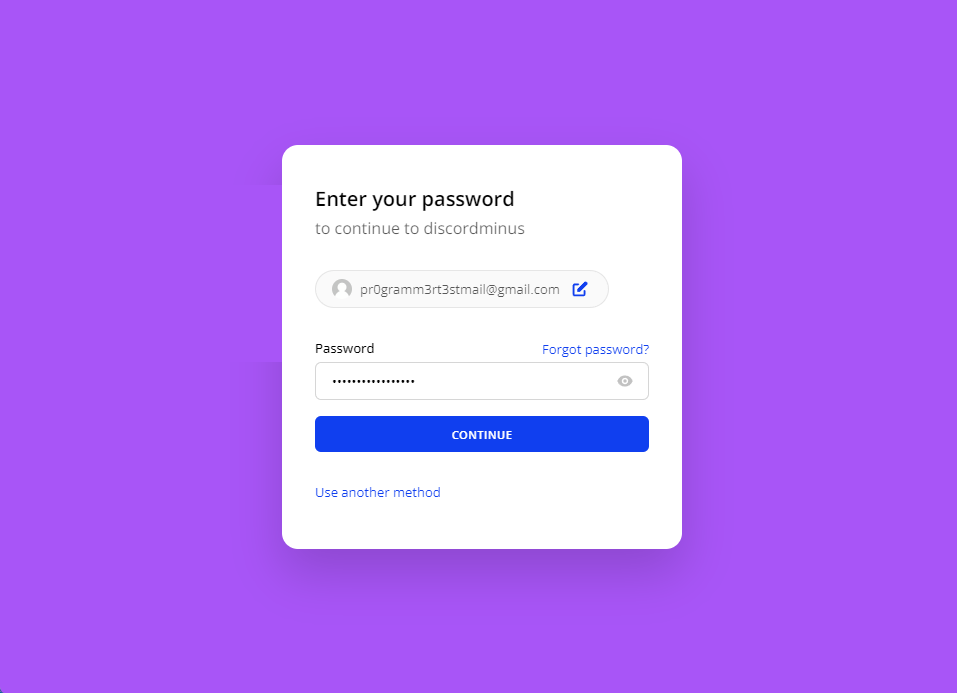 Enter your password
to continue to discordminus
pr0gramm3rt3stmail@gmail.com
Password Forgot password?
•••••••••••••••••
CONTINUE
Use another method